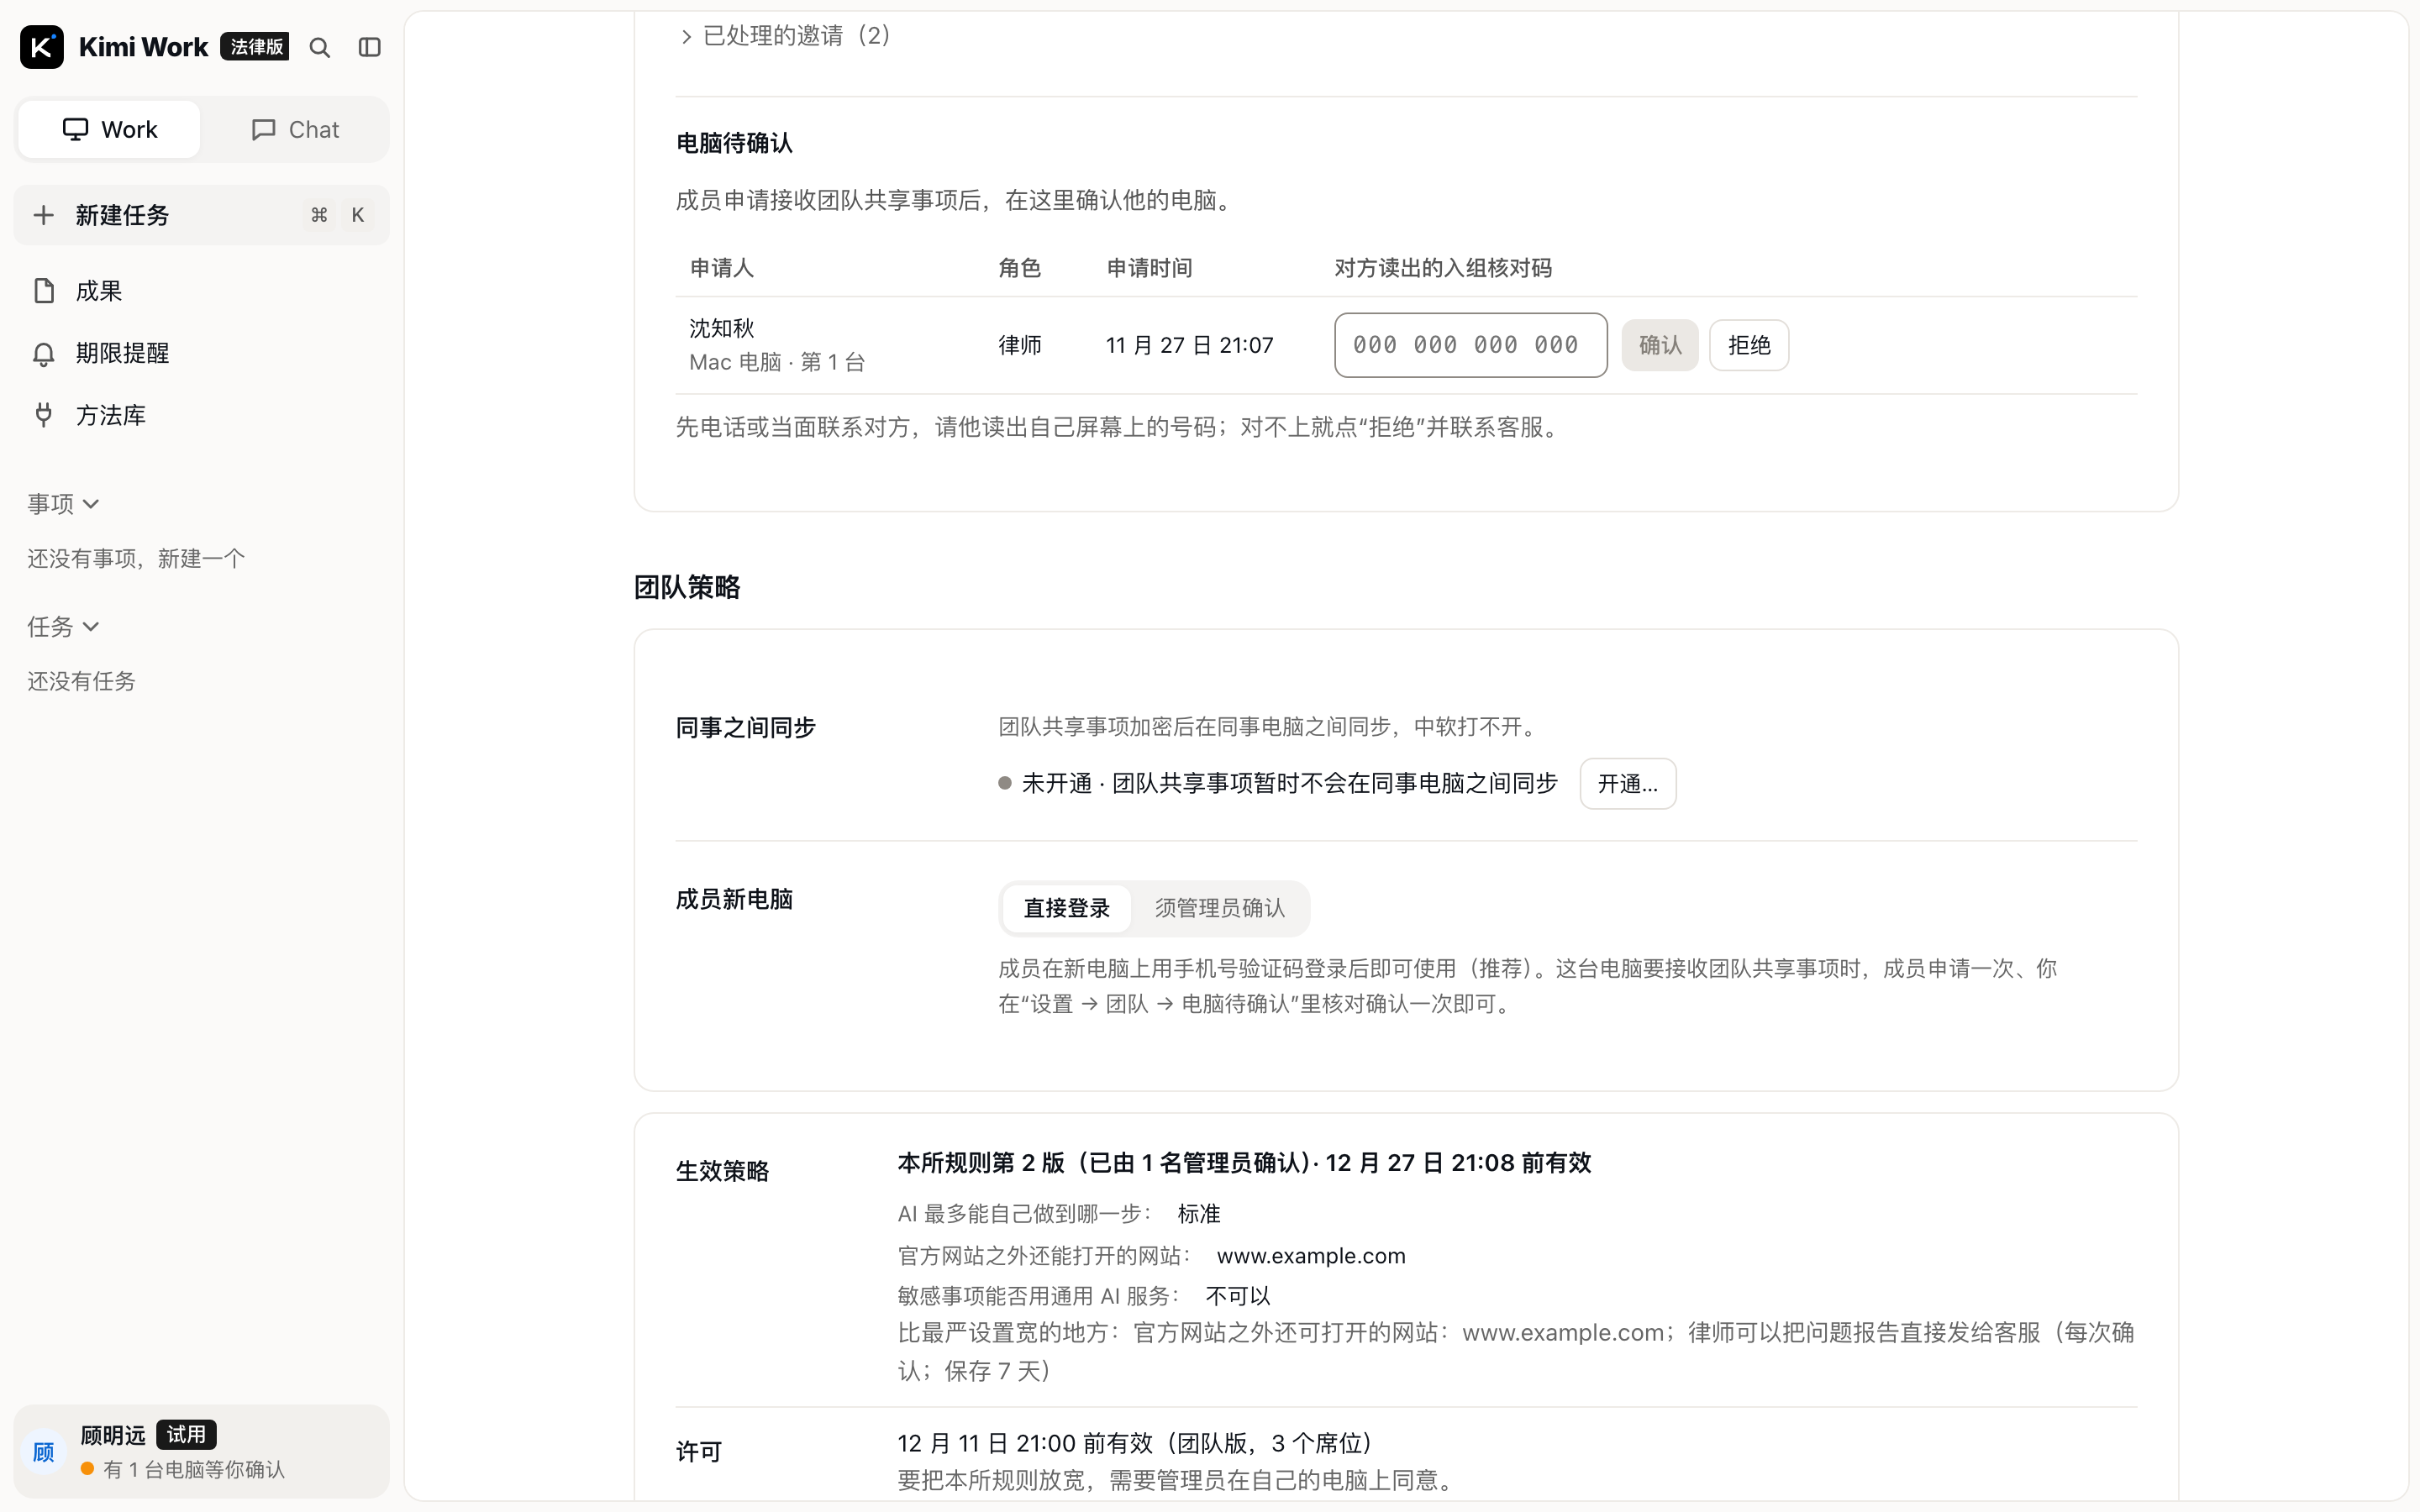 Kimi Work 法律版
Work
Chat
新建任务 ⌘ K
成果
期限提醒
方法库
事项
还没有事项，新建一个
任务
还没有任务
顾
顾明远 试用
有 1 台电脑等你确认
已处理的邀请（2）
电脑待确认
成员申请接收团队共享事项后，在这里确认他的电脑。
申请人 角色 申请时间 对方读出的入组核对码
沈知秋
Mac 电脑 · 第 1 台
律师
11 月 27 日 21:07
000 000 000 000
确认
拒绝
先电话或当面联系对方，请他读出自己屏幕上的号码；对不上就点“拒绝”并联系客服。
团队策略
同事之间同步
团队共享事项加密后在同事电脑之间同步，中软打不开。
未开通 · 团队共享事项暂时不会在同事电脑之间同步
开通...
成员新电脑
直接登录
须管理员确认
成员在新电脑上用手机号验证码登录后即可使用（推荐）。这台电脑要接收团队共享事项时，成员申请一次、你
在“设置 → 团队 → 电脑待确认”里核对确认一次即可。
生效策略
本所规则第 2 版（已由 1 名管理员确认）· 12 月 27 日 21:08 前有效
AI 最多能自己做到哪一步： 标准
官方网站之外还能打开的网站： www.example.com
敏感事项能否用通用 AI 服务： 不可以
比最严设置宽的地方：官方网站之外还可打开的网站：www.example.com；律师可以把问题报告直接发给客服（每次确
认；保存 7 天）
许可
12 月 11 日 21:00 前有效（团队版，3 个席位）
要把本所规则放宽，需要管理员在自己的电脑上同意。